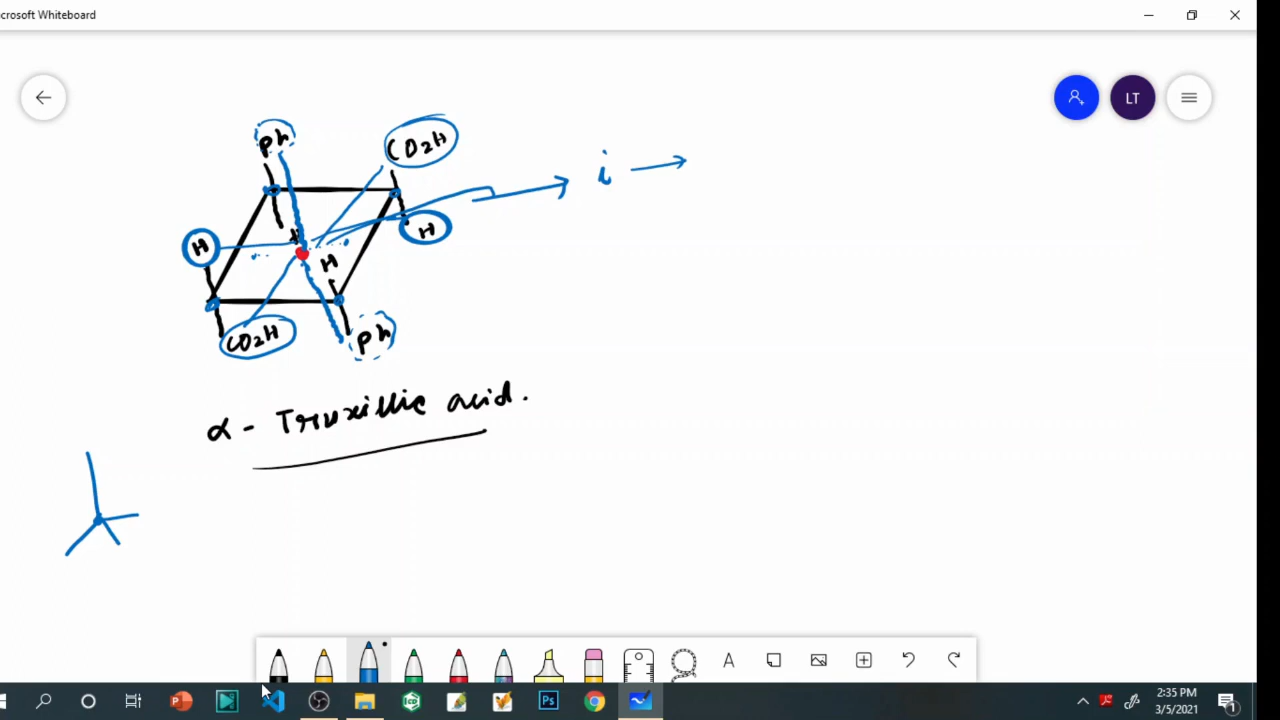 crosoft Whiteboard
LT
Ph
CO2H
i
H
H
H
H
CO2H
Ph
α - Truxillic acid.
A
2:35 PM
3/5/2021